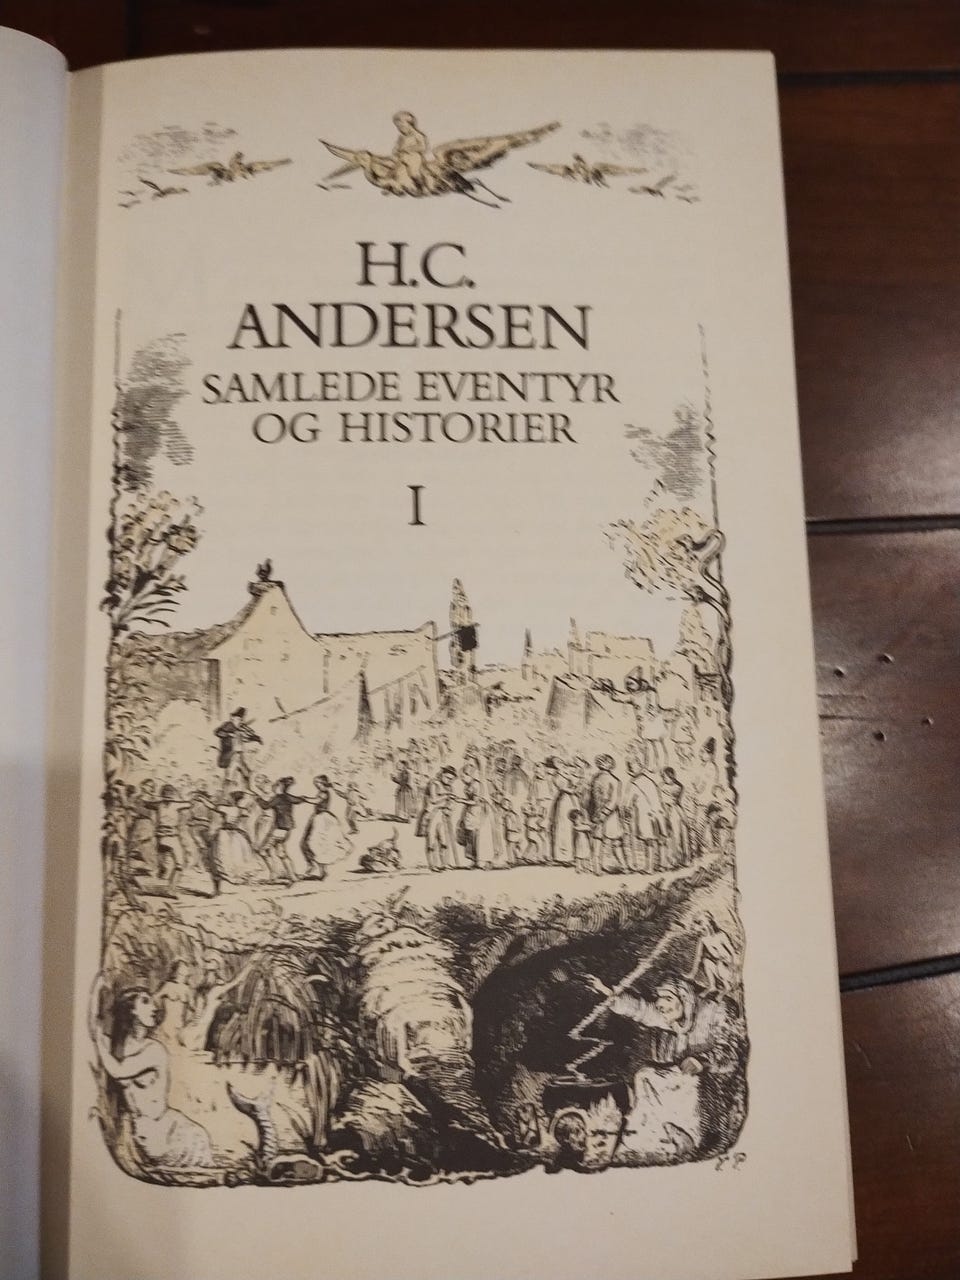 H.C.
ANDERSEN
SAMLEDE EVENTYR
OG HISTORIER
I